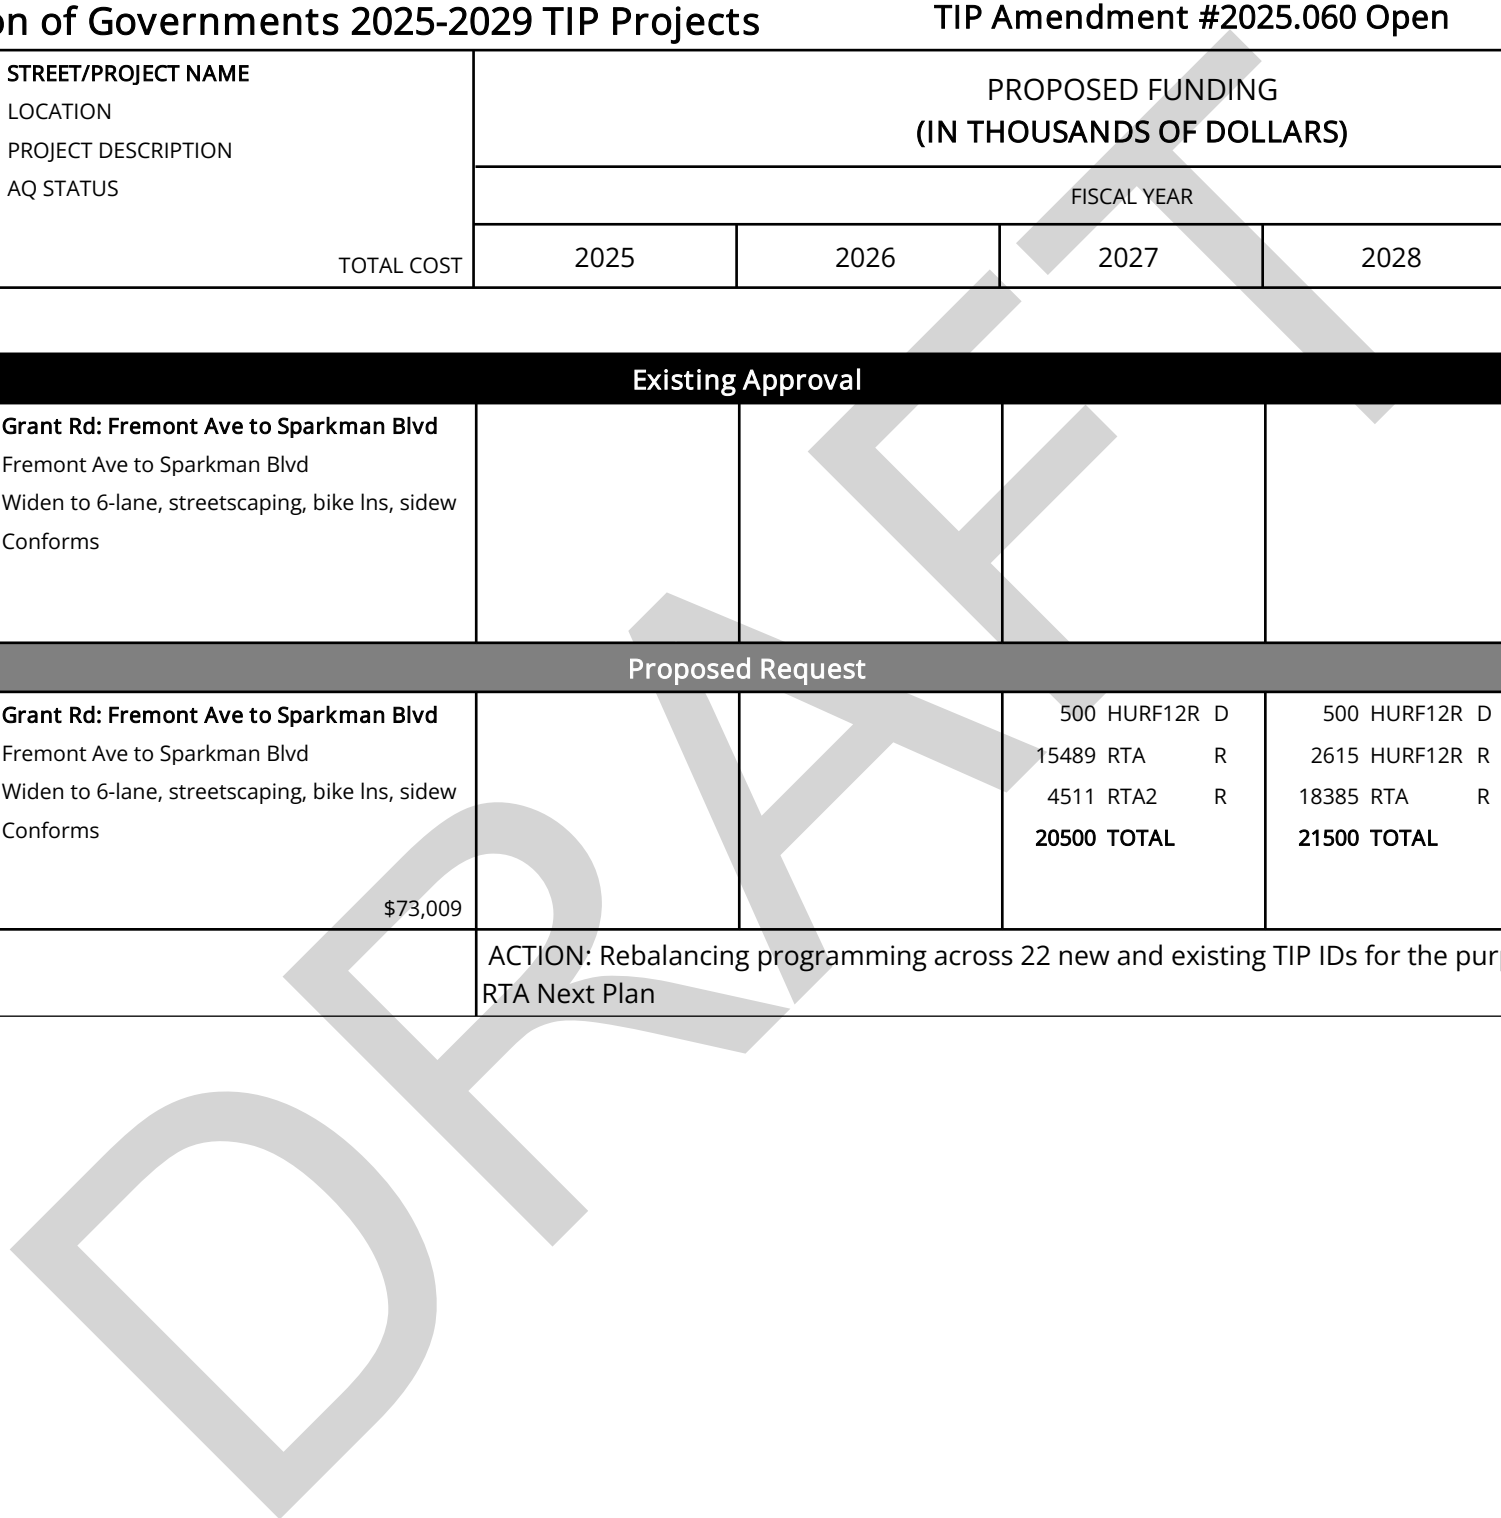 on of Governments 2025-2029 TIP Projects
TIP Amendment #2025.060 Open
STREET/PROJECT NAME
LOCATION
PROJECT DESCRIPTION
AQ STATUS
TOTAL COST
PROPOSED FUNDING
(IN THOUSANDS OF DOLLARS)
FISCAL YEAR
2025 2026 2027 2028
Existing Approval
Grant Rd: Fremont Ave to Sparkman Blvd
Fremont Ave to Sparkman Blvd
Widen to 6-lane, streetscaping, bike lns, sidew
Conforms
Proposed Request
Grant Rd: Fremont Ave to Sparkman Blvd
Fremont Ave to Sparkman Blvd
Widen to 6-lane, streetscaping, bike lns, sidew
Conforms
$73,009
500 HURF12R D
15489 RTA R
4511 RTA2 R
20500 TOTAL
500 HURF12R D
2615 HURF12R R
18385 RTA R
21500 TOTAL
ACTION: Rebalancing programming across 22 new and existing TIP IDs for the pur
RTA Next Plan
DRAFT